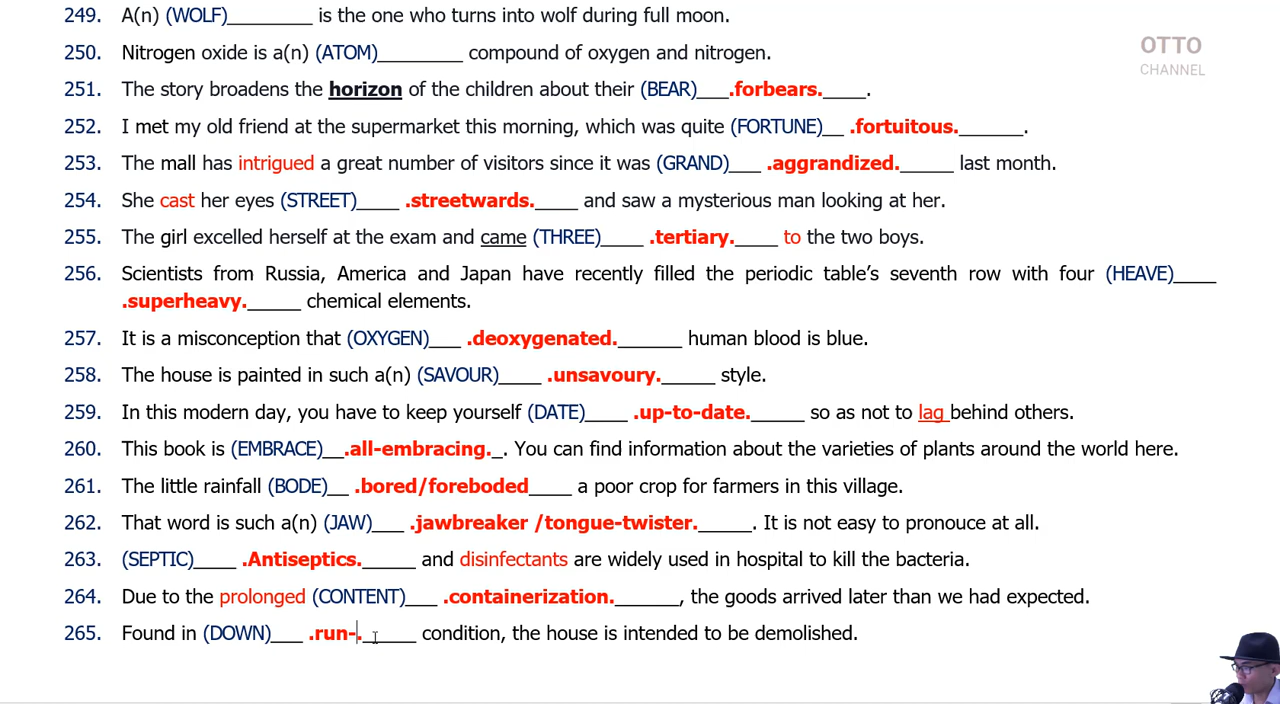 249. A(n) (WOLF)_________ is the one who turns into wolf during full moon.
OTTO
CHANNEL
250. Nitrogen oxide is a(n) (ATOM)_________ compound of oxygen and nitrogen.
251. The story broadens the horizon of the children about their (BEAR)___.forbears.____.
252. I met my old friend at the supermarket this morning, which was quite (FORTUNE)__ .fortuitous._______.
253. The mall has intrigued a great number of visitors since it was (GRAND)___ .aggrandized._____ last month.
254. She cast her eyes (STREET)____ .streetwards.____ and saw a mysterious man looking at her.
255. The girl excelled herself at the exam and came (THREE)____ .tertiary.____ to the two boys.
256. Scientists from Russia, America and Japan have recently filled the periodic table's seventh row with four (HEAVE)____
.superheavy._____ chemical elements.
257. It is a misconception that (OXYGEN)___ .deoxygenated._______ human blood is blue.
258. The house is painted in such a(n) (SAVOUR)____ .unsavoury._____ style.
259. In this modern day, you have to keep yourself (DATE)____ .up-to-date._____ so as not to lag behind others.
260. This book is (EMBRACE)__.all-embracing._. You can find information about the varieties of plants around the world here.
261. The little rainfall (BODE)__ .bored/foreboded____ a poor crop for farmers in this village.
262. That word is such a(n) (JAW)___ .jawbreaker /tongue-twister._____. It is not easy to pronouce at all.
263. (SEPTIC)____ .Antiseptics._____ and disinfectants are widely used in hospital to kill the bacteria.
264. Due to the prolonged (CONTENT)___ .containerization._______, the goods arrived later than we had expected.
265. Found in (DOWN)___ .run-._____ condition, the house is intended to be demolished.